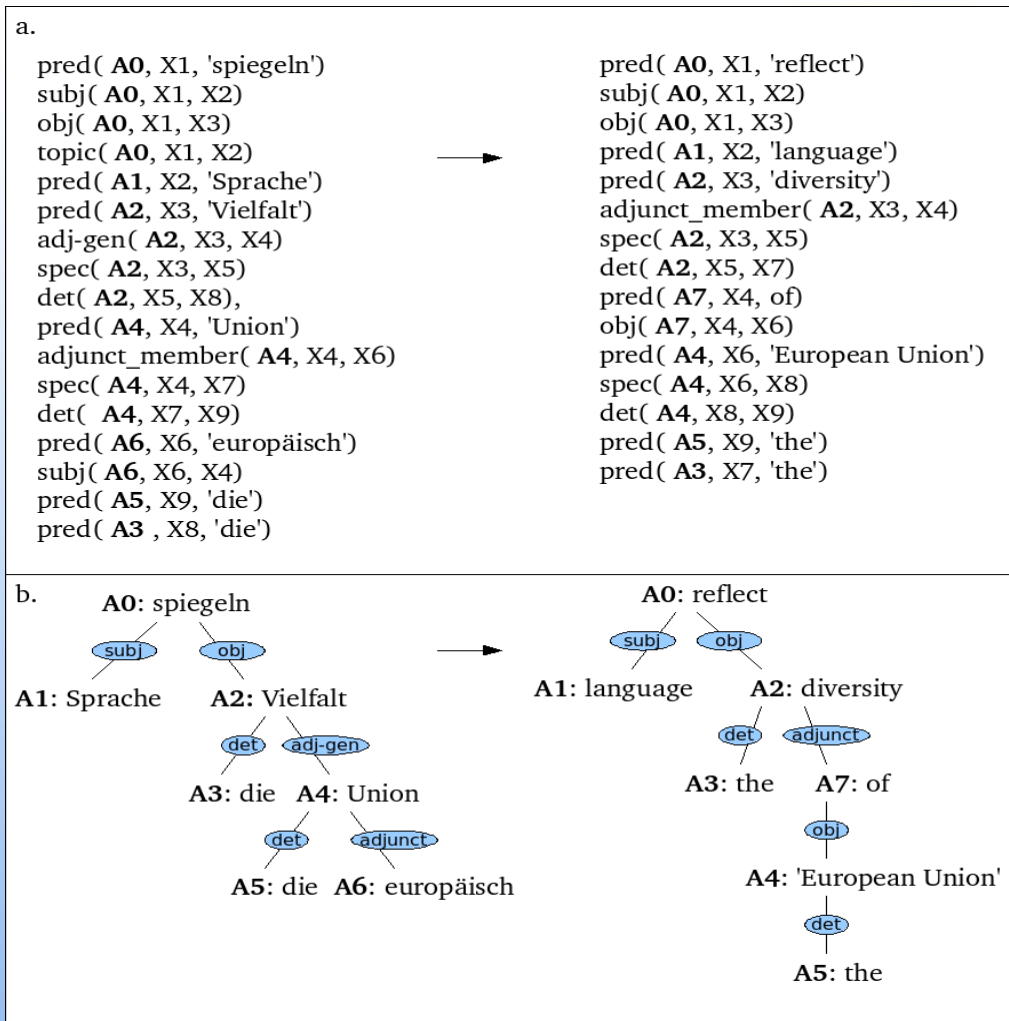 a.
pred( A0, X1, 'spiegeln')
subj( A0, X1, X2)
obj( A0, X1, X3)
topic( A0, X1, X2)
pred( A1, X2, 'Sprache')
pred( A2, X3, 'Vielfalt')
adj-gen( A2, X3, X4)
spec( A2, X3, X5)
det( A2, X5, X8),
pred( A4, X4, 'Union')
adjunct_member( A4, X4, X6)
spec( A4, X4, X7)
det( A4, X7, X9)
pred( A6, X6, 'europäisch')
subj( A6, X6, X4)
pred( A5, X9, 'die')
pred( A3 , X8, 'die')
pred( A0, X1, 'reflect')
subj( A0, X1, X2)
obj( A0, X1, X3)
pred( A1, X2, 'language')
pred( A2, X3, 'diversity')
adjunct_member( A2, X3, X4)
spec( A2, X3, X5)
det( A2, X5, X7)
pred( A7, X4, of)
obj( A7, X4, X6)
pred( A4, X6, 'European Union')
spec( A4, X6, X8)
det( A4, X8, X9)
pred( A5, X9, 'the')
pred( A3, X7, 'the')
b.
A0: spiegeln
subj obj
A1: Sprache A2: Vielfalt
det adj-gen
A3: die A4: Union
det adjunct
A5: die A6: europäisch
A0: reflect
subj obj
A1: language A2: diversity
det adjunct
A3: the A7: of
obj
A4: 'European Union'
det
A5: the